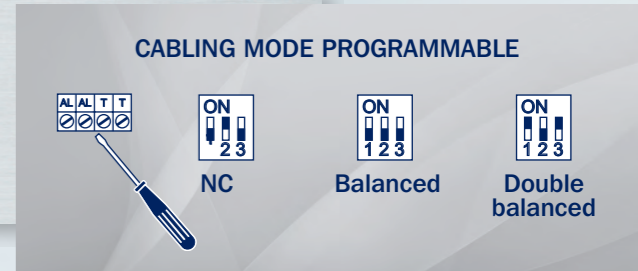 CABLING MODE PROGRAMMABLE
AL AL T T
ON
2 3
NC
ON
1 2 3
Balanced
ON
1 2 3
Double
balanced